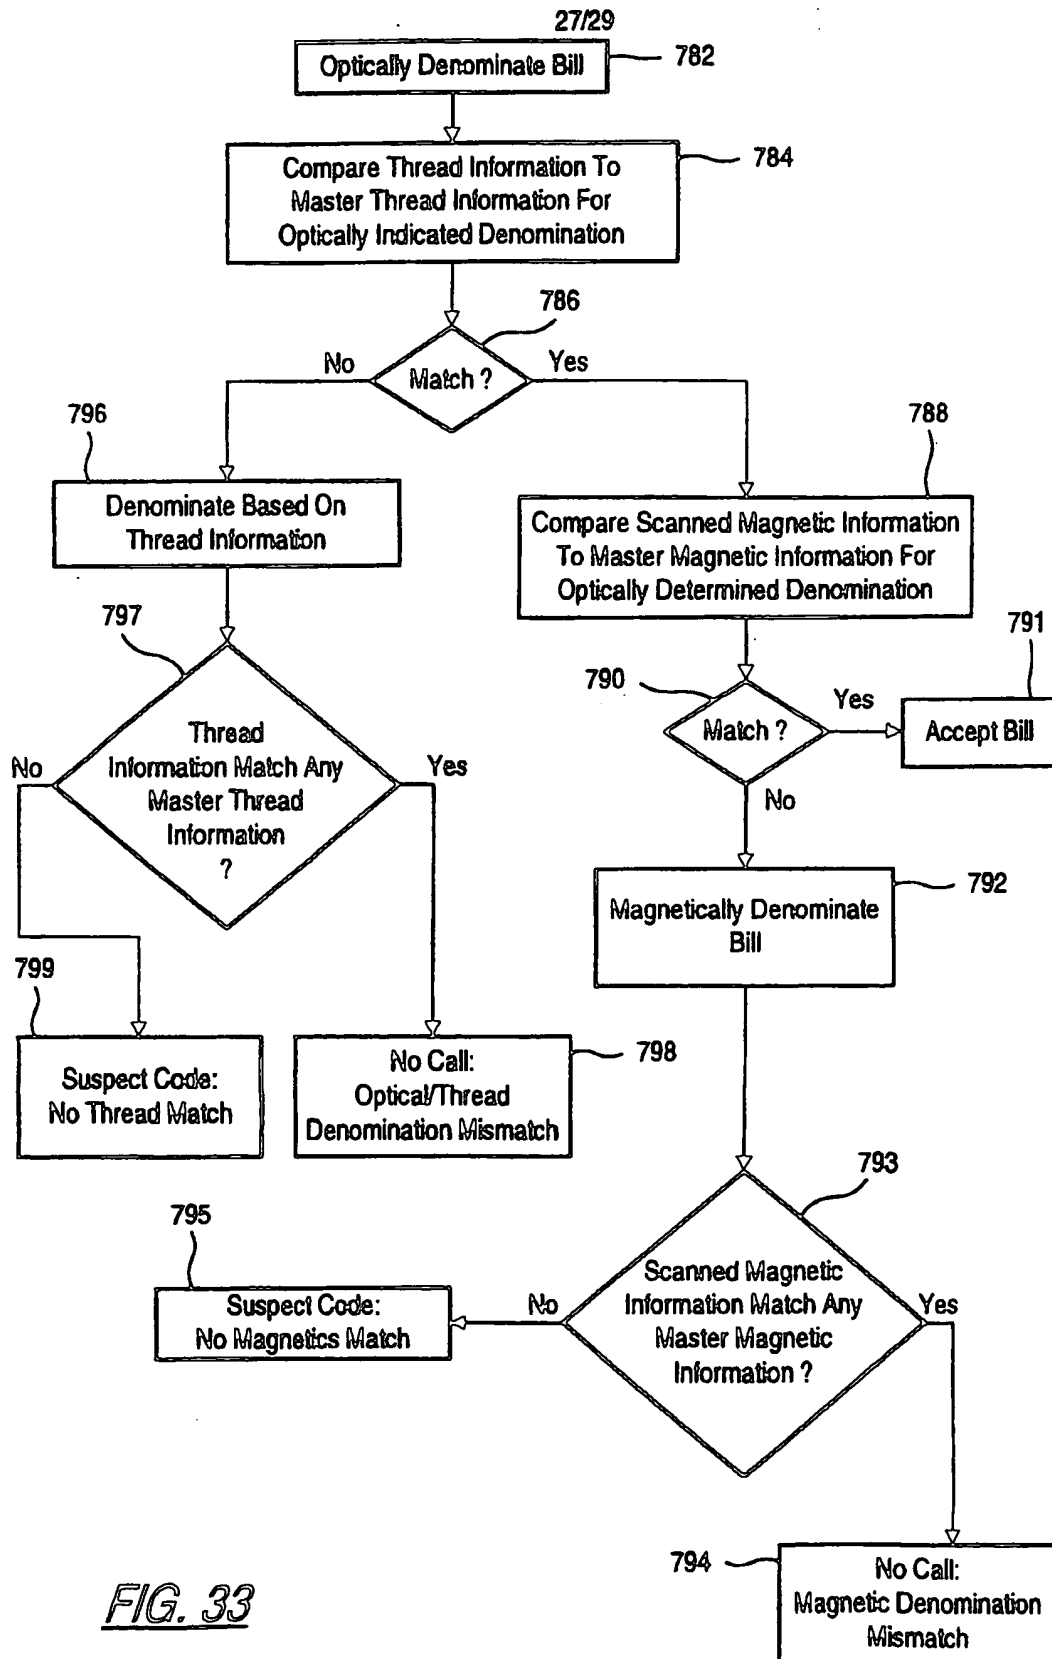 27/29
Optically Denominate Bill
782
Compare Thread Information To
Master Thread Information For
Optically Indicated Denomination
784
786
No
Match ?
Yes
796
788
Denominate Based On
Thread Information
Compare Scanned Magnetic Information
To Master Magnetic Information For
Optically Determined Denomination
797
791
790
Match ?
Yes
Accept Bill
No
Thread
Information Match Any
Master Thread
Information
?
No
Yes
792
Magnetically Denominate
Bill
799
Suspect Code:
No Thread Match
No Call:
Optical/Thread
Denomination Mismatch
798
793
795
Suspect Code:
No Magnetics Match
No
Scanned Magnetic
Information Match Any
Master Magnetic
Information ?
Yes
794
No Call:
Magnetic Denomination
Mismatch
FIG. 33